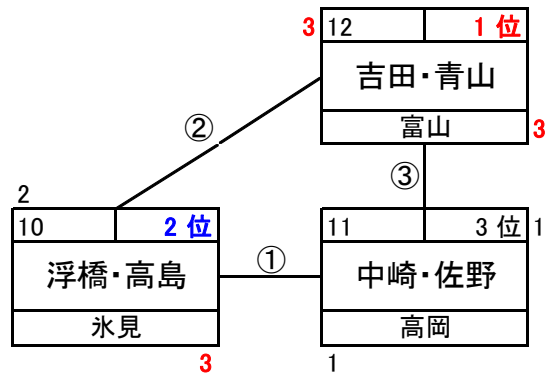 3 12 1 位
吉田・青山
富山 3
②
③
2
10 2 位
浮橋・高島
氷見
3
①
11 3 位 1
中崎・佐野
高岡
1